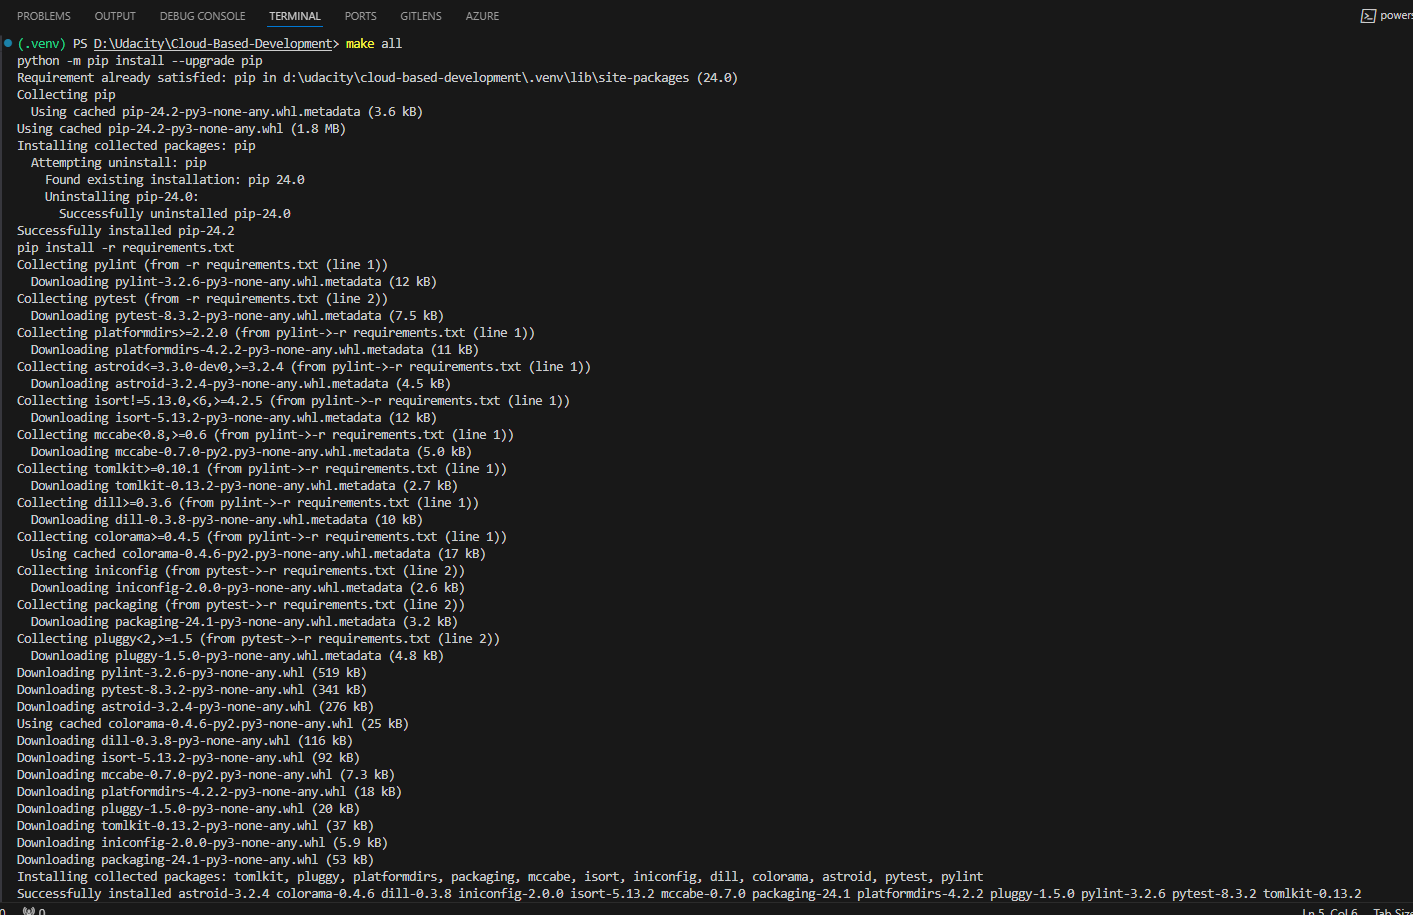 PROBLEMS OUTPUT DEBUG CONSOLE TERMINAL PORTS GITLENS AZURE powers
(.venv) PS D:\Udacity\Cloud-Based-Development> make all
python -m pip install --upgrade pip
Requirement already satisfied: pip in d:\udacity\cloud-based-development\.venv\lib\site-packages (24.0)
Collecting pip
  Using cached pip-24.2-py3-none-any.whl.metadata (3.6 kB)
Using cached pip-24.2-py3-none-any.whl (1.8 MB)
Installing collected packages: pip
  Attempting uninstall: pip
    Found existing installation: pip 24.0
    Uninstalling pip-24.0:
      Successfully uninstalled pip-24.0
Successfully installed pip-24.2
pip install -r requirements.txt
Collecting pylint (from -r requirements.txt (line 1))
  Downloading pylint-3.2.6-py3-none-any.whl.metadata (12 kB)
Collecting pytest (from -r requirements.txt (line 2))
  Downloading pytest-8.3.2-py3-none-any.whl.metadata (7.5 kB)
Collecting platformdirs>=2.2.0 (from pylint->-r requirements.txt (line 1))
  Downloading platformdirs-4.2.2-py3-none-any.whl.metadata (11 kB)
Collecting astroid<=3.3.0-dev0,>=3.2.4 (from pylint->-r requirements.txt (line 1))
  Downloading astroid-3.2.4-py3-none-any.whl.metadata (4.5 kB)
Collecting isort!=5.13.0,<6,>=4.2.5 (from pylint->-r requirements.txt (line 1))
  Downloading isort-5.13.2-py3-none-any.whl.metadata (12 kB)
Collecting mccabe<0.8,>=0.6 (from pylint->-r requirements.txt (line 1))
  Downloading mccabe-0.7.0-py2.py3-none-any.whl.metadata (5.0 kB)
Collecting tomlkit>=0.10.1 (from pylint->-r requirements.txt (line 1))
  Downloading tomlkit-0.13.2-py3-none-any.whl.metadata (2.7 kB)
Collecting dill>=0.3.6 (from pylint->-r requirements.txt (line 1))
  Downloading dill-0.3.8-py3-none-any.whl.metadata (10 kB)
Collecting colorama>=0.4.5 (from pylint->-r requirements.txt (line 1))
  Using cached colorama-0.4.6-py2.py3-none-any.whl.metadata (17 kB)
Collecting iniconfig (from pytest->-r requirements.txt (line 2))
  Downloading iniconfig-2.0.0-py3-none-any.whl.metadata (2.6 kB)
Collecting packaging (from pytest->-r requirements.txt (line 2))
  Downloading packaging-24.1-py3-none-any.whl.metadata (3.2 kB)
Collecting pluggy<2,>=1.5 (from pytest->-r requirements.txt (line 2))
  Downloading pluggy-1.5.0-py3-none-any.whl.metadata (4.8 kB)
Downloading pylint-3.2.6-py3-none-any.whl (519 kB)
Downloading pytest-8.3.2-py3-none-any.whl (341 kB)
Downloading astroid-3.2.4-py3-none-any.whl (276 kB)
Using cached colorama-0.4.6-py2.py3-none-any.whl (25 kB)
Downloading dill-0.3.8-py3-none-any.whl (116 kB)
Downloading isort-5.13.2-py3-none-any.whl (92 kB)
Downloading mccabe-0.7.0-py2.py3-none-any.whl (7.3 kB)
Downloading platformdirs-4.2.2-py3-none-any.whl (18 kB)
Downloading pluggy-1.5.0-py3-none-any.whl (20 kB)
Downloading tomlkit-0.13.2-py3-none-any.whl (37 kB)
Downloading iniconfig-2.0.0-py3-none-any.whl (5.9 kB)
Downloading packaging-24.1-py3-none-any.whl (53 kB)
Installing collected packages: tomlkit, pluggy, platformdirs, packaging, mccabe, isort, iniconfig, dill, colorama, astroid, pytest, pylint
Successfully installed astroid-3.2.4 colorama-0.4.6 dill-0.3.8 iniconfig-2.0.0 isort-5.13.2 mccabe-0.7.0 packaging-24.1 platformdirs-4.2.2 pluggy-1.5.0 pylint-3.2.6 pytest-8.3.2 tomlkit-0.13.2
0 0 Ln 5, Col 6 Tab Size